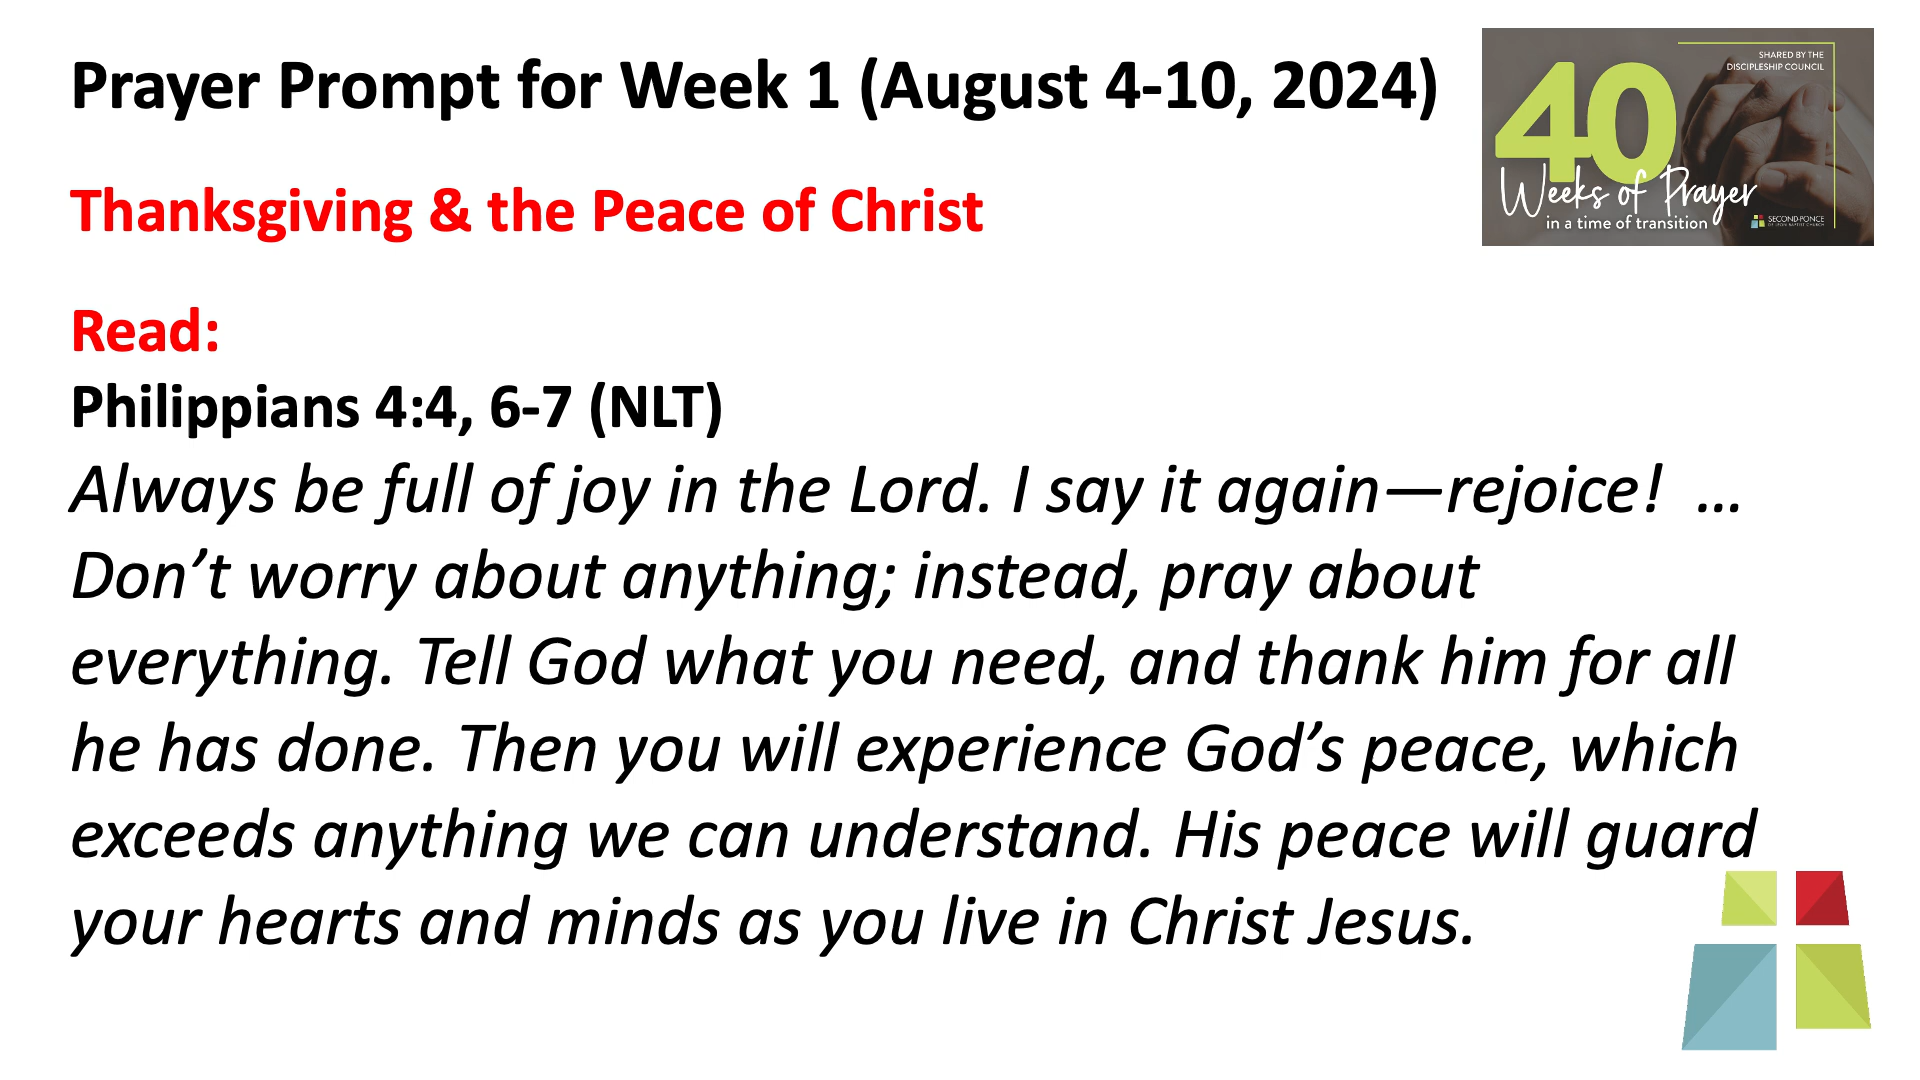 Prayer Prompt for Week 1 (August 4-10, 2024)
SHARED BY THE
DISCIPLESHIP COUNCIL
40
Weeks of Prayer
in a time of transition
SECOND-PONCE
DE LEON BAPTIST CHURCH
Thanksgiving & the Peace of Christ
Read:
Philippians 4:4, 6-7 (NLT)
Always be full of joy in the Lord. I say it again—rejoice!  …
Don’t worry about anything; instead, pray about
everything. Tell God what you need, and thank him for all
he has done. Then you will experience God’s peace, which
exceeds anything we can understand. His peace will guard
your hearts and minds as you live in Christ Jesus.